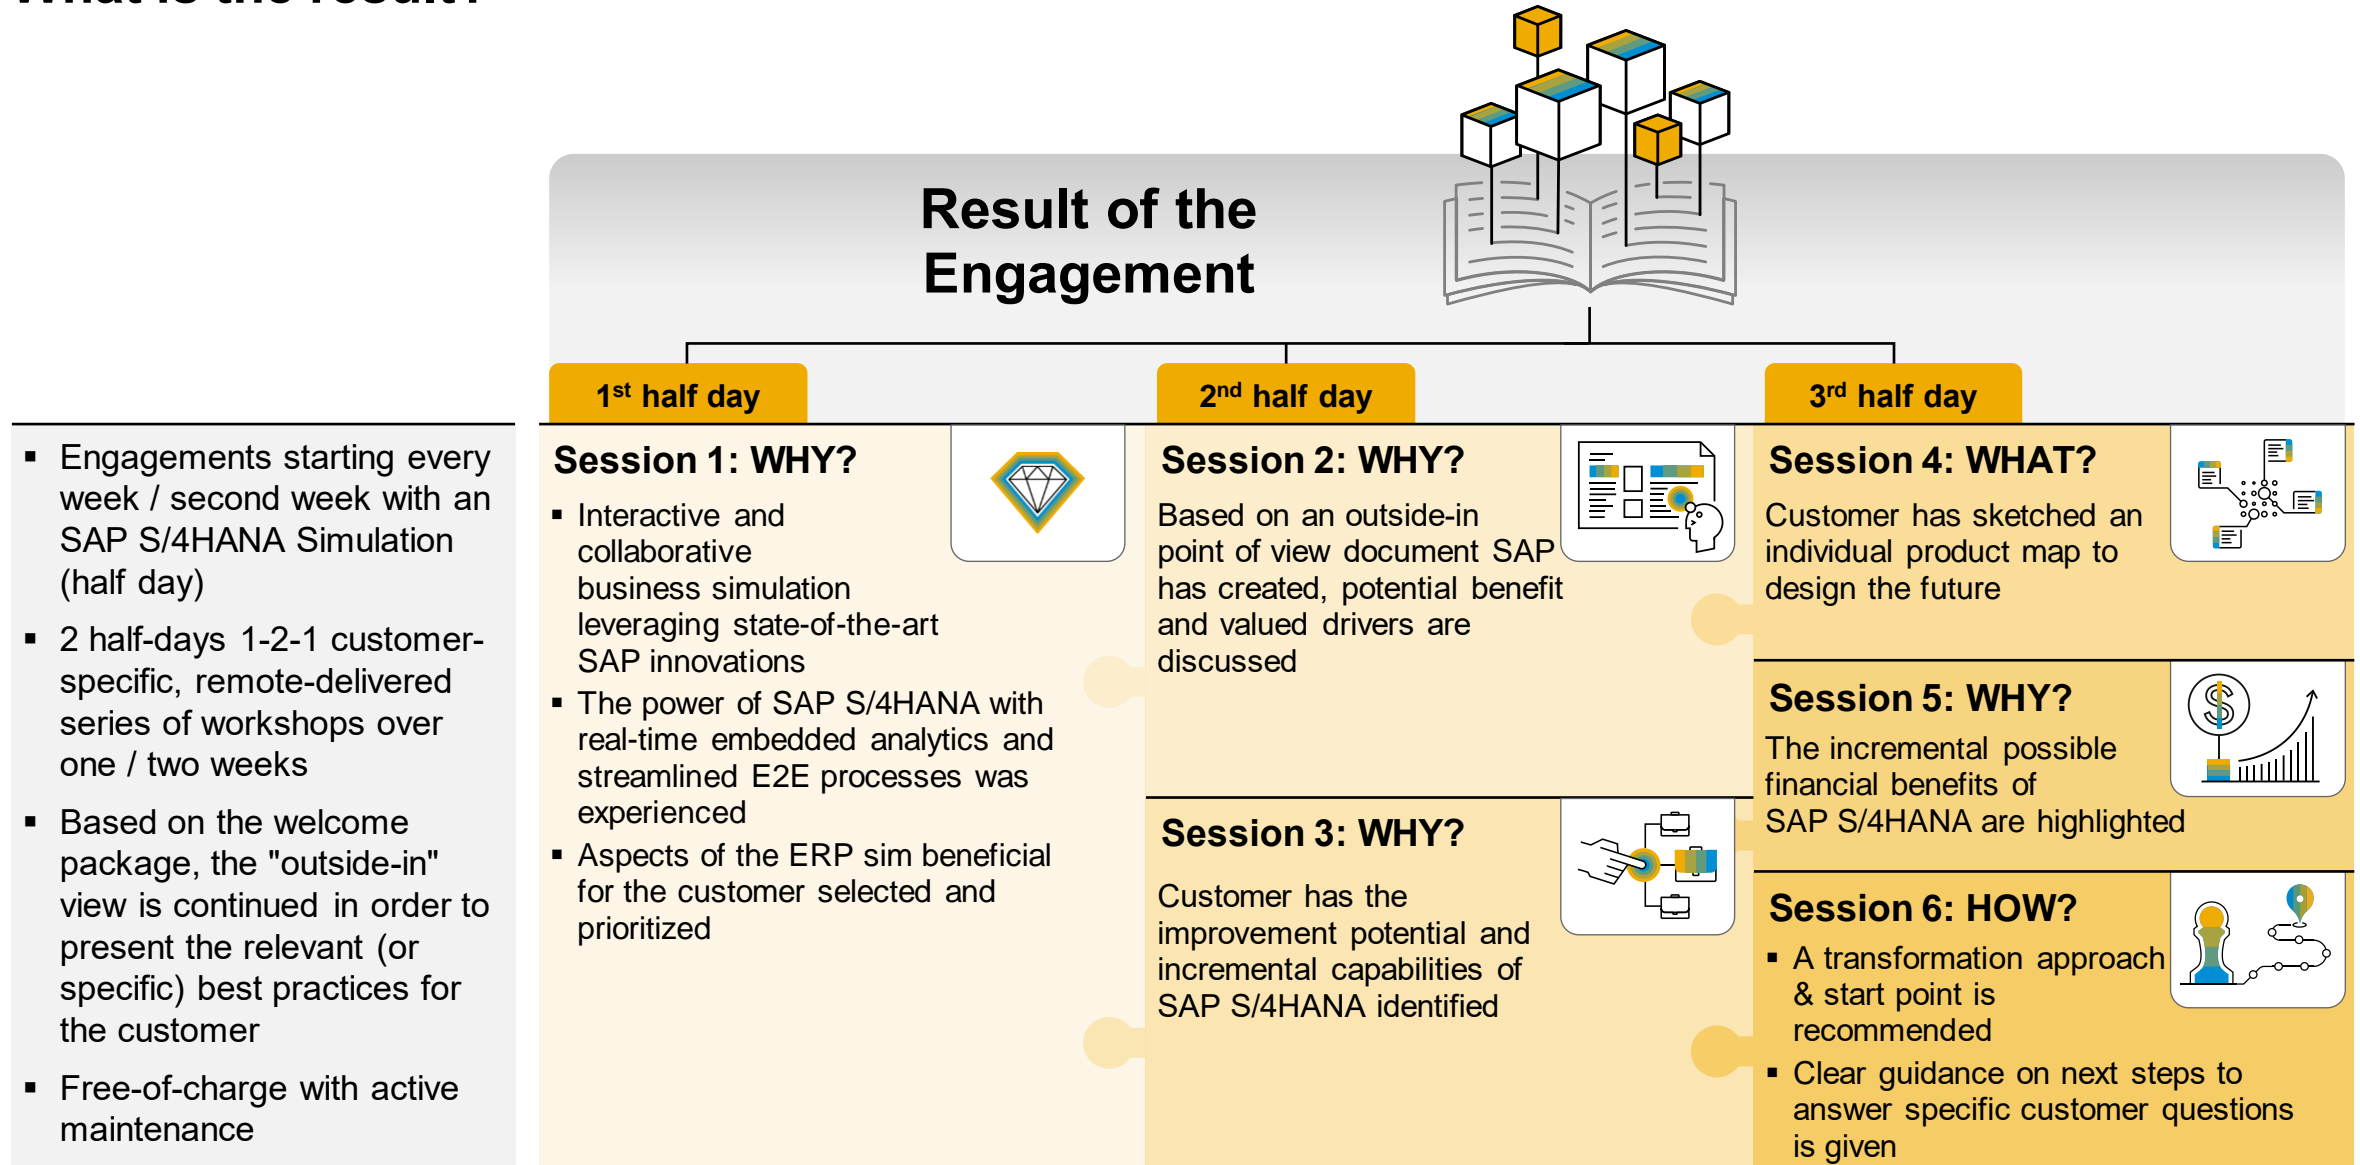 What is the result?
Result of the
Engagement
1st half day
2nd half day
3rd half day
▪ Engagements starting every
week / second week with an
SAP S/4HANA Simulation
(half day)
▪ 2 half-days 1-2-1 customer-
specific, remote-delivered
series of workshops over
one / two weeks
▪ Based on the welcome
package, the "outside-in"
view is continued in order to
present the relevant (or
specific) best practices for
the customer
▪ Free-of-charge with active
maintenance
Session 1: WHY?
▪ Interactive and
collaborative
business simulation
leveraging state-of-the-art
SAP innovations
▪ The power of SAP S/4HANA with
real-time embedded analytics and
streamlined E2E processes was
experienced
▪ Aspects of the ERP sim beneficial
for the customer selected and
prioritized
Session 2: WHY?
Based on an outside-in
point of view document SAP
has created, potential benefit
and valued drivers are
discussed
Session 3: WHY?
Customer has the
improvement potential and
incremental capabilities of
SAP S/4HANA identified
Session 4: WHAT?
Customer has sketched an
individual product map to
design the future
Session 5: WHY?
The incremental possible
financial benefits of
SAP S/4HANA are highlighted
Session 6: HOW?
▪ A transformation approach
& start point is
recommended
▪ Clear guidance on next steps to
answer specific customer questions
is given